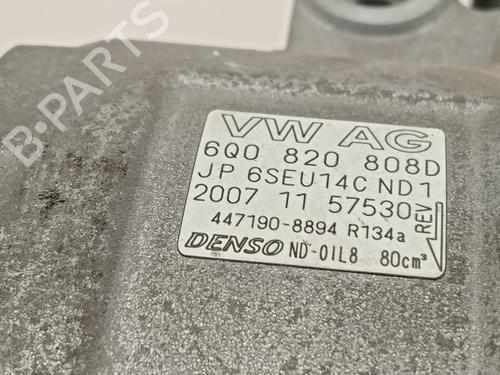 B-PARTS
VW AG
6Q0 820 808D
JP 6SEU14C ND1
2007 11 57530
REV
447190-8894 R134a
DENSO ND-OIL8 80cm³